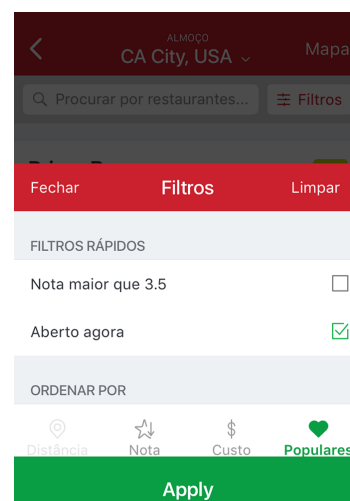 ALMOÇO
CA City, USA
Mapa
Procurar por restaurantes...
Filtros
Fechar
Filtros
Limpar
FILTROS RÁPIDOS
Nota maior que 3.5
Aberto agora
ORDENAR POR
Distância
Nota
$
Custo
Populares
Apply